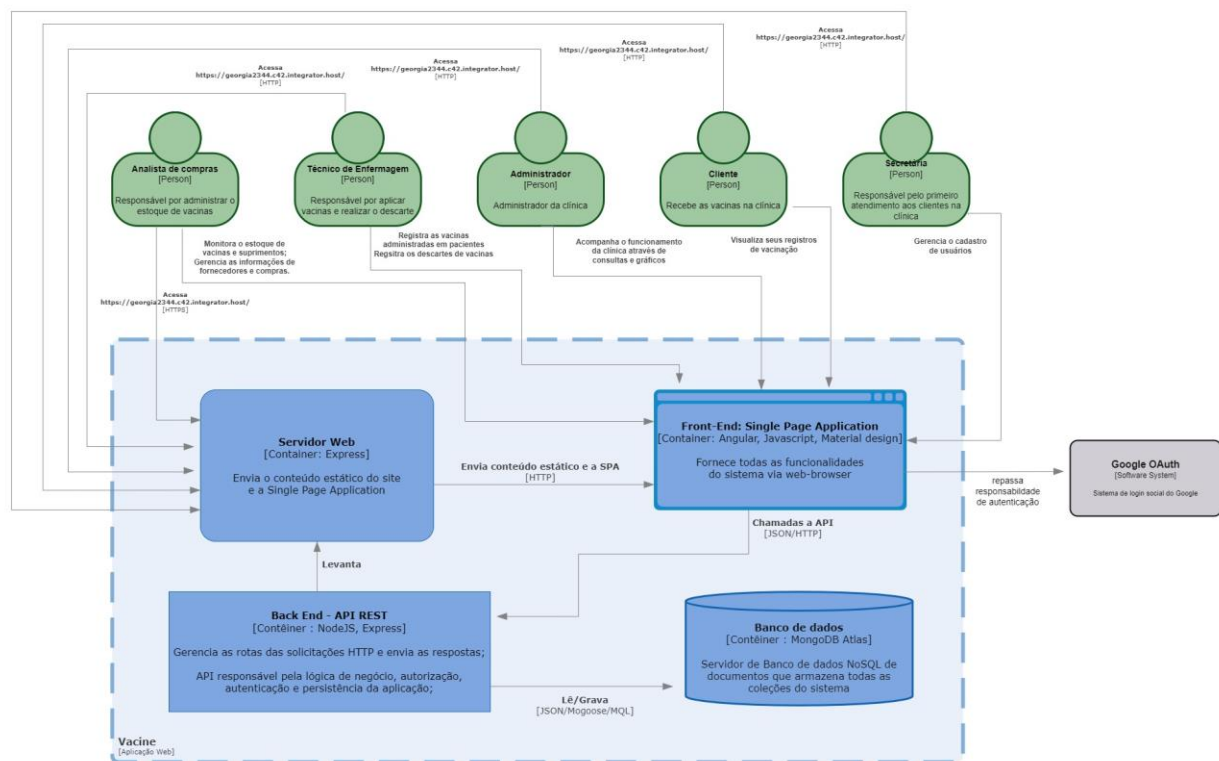 Acessa
https://georgia2344.c42.integrator.host/
[HTTP]
Acessa
https://georgia2344.c42.integrator.host/
[HTTP]
Acessa
https://georgia2344.c42.integrator.host/
[HTTP]
Acessa
https://georgia2344.c42.integrator.host/
[HTTP]
Analista de compras
[Person]
Responsável por administrar o
estoque de vacinas
Técnico de Enfermagem
[Person]
Responsável por aplicar
vacinas e realizar o descarte
Administrador
[Person]
Administrador da clínica
Cliente
[Person]
Recebe as vacinas na clínica
Secretária
[Person]
Responsável pelo primeiro
atendimento aos clientes na
clínica
Monitora o estoque de
vacinas e suprimentos;
Gerencia as informações de
fornecedores e compras.
Registra as vacinas
administradas em pacientes
Regsitra os descartes de vacinas
Acompanha o funcionamento
da clínica através de
consultas e gráficos
Visualiza seus registros
de vacinação
Gerencia o cadastro
de usuários
Acessa
https://georgia2344.c42.integrator.host/
[HTTPS]
Servidor Web
[Container: Express]
Envia o conteúdo estático do site
e a Single Page Application
Envia conteúdo estático e a SPA
[HTTP]
Front-End: Single Page Application
[Container: Angular, Javascript, Material design]
Fornece todas as funcionalidades
do sistema via web-browser
repassa
responsabildade
de autenticação
Google OAuth
[Software System]
Sistema de login social do Google
Chamadas a API
[JSON/HTTP]
Levanta
Back End - API REST
[Contêiner : NodeJS, Express]
Gerencia as rotas das solicitações HTTP e envia as respostas;
API responsável pela lógica de negócio, autorização,
autenticação e persistência da aplicação;
Lê/Grava
[JSON/Mogoose/MQL]
Banco de dados
[Contêiner : MongoDB Atlas]
Servidor de Banco de dados NoSQL de
documentos que armazena todas as
coleções do sistema
Vacine
[Aplicação Web]